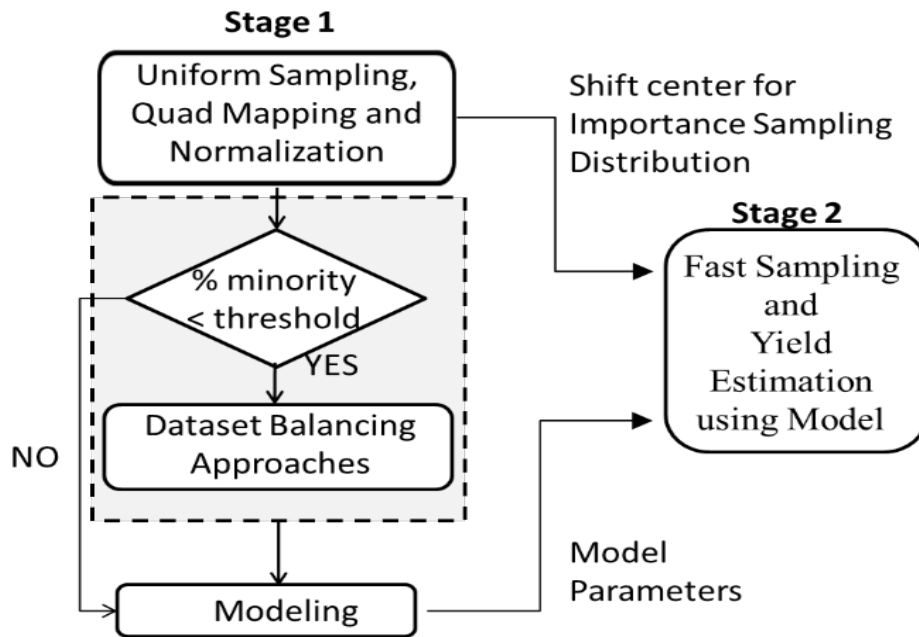 Stage 1
Uniform Sampling,
Quad Mapping and
Normalization
Shift center for
Importance Sampling
Distribution
Stage 2
Fast Sampling
and
Yield
Estimation
using Model
% minority
< threshold
YES
Dataset Balancing
Approaches
NO
Model
Parameters
Modeling